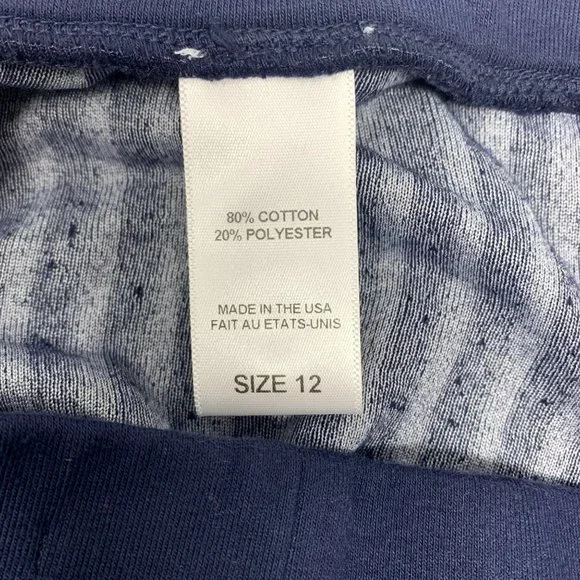 80% COTTON
20% POLYESTER
MADE IN THE USA
FAIT AU ETATS-UNIS
SIZE 12